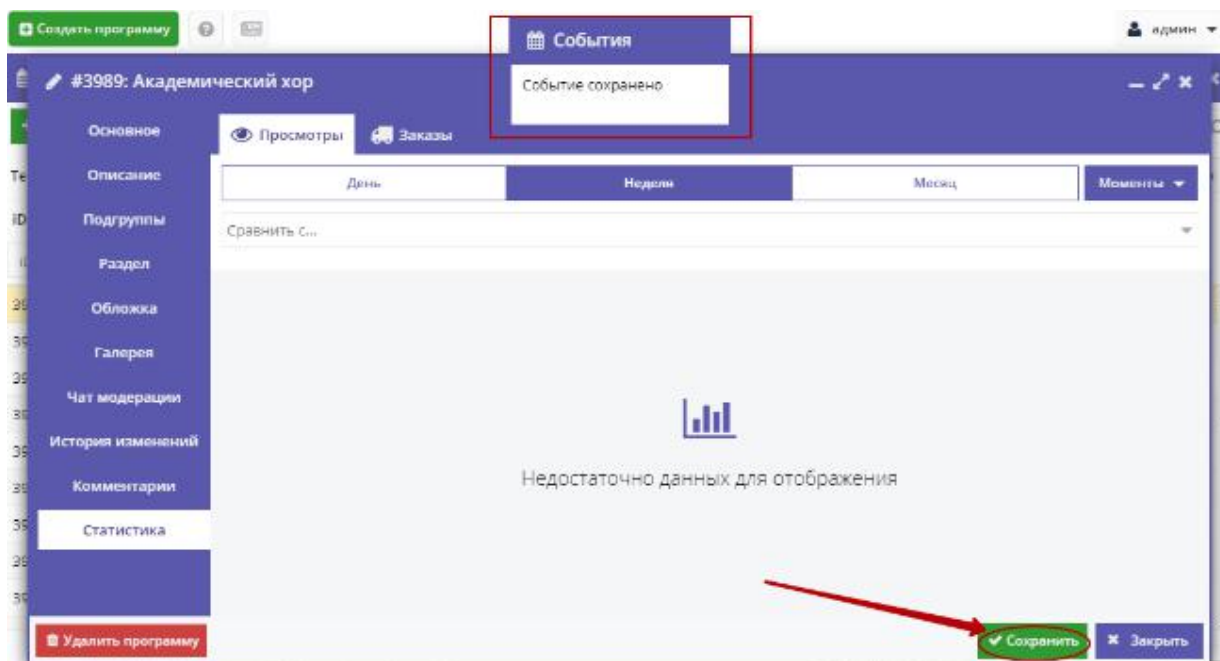 Создать программу
админ
События
Событие сохранено
#3989: Академический хор
Основное
Описание
Подгруппы
Раздел
Обложка
Галерея
Чат модерации
История изменений
Комментарии
Статистика
Просмотры Заказы
День Неделя Месяц Моменты
Сравнить с...
Недостаточно данных для отображения
Удалить программу
Сохранить Закрыть